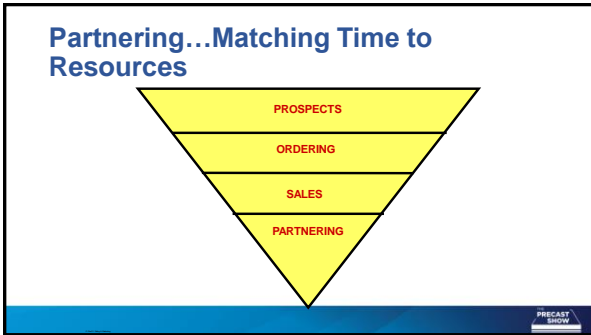 Partnering…Matching Time to
Resources
PROSPECTS
ORDERING
SALES
PARTNERING
THE
PRECAST
SHOW